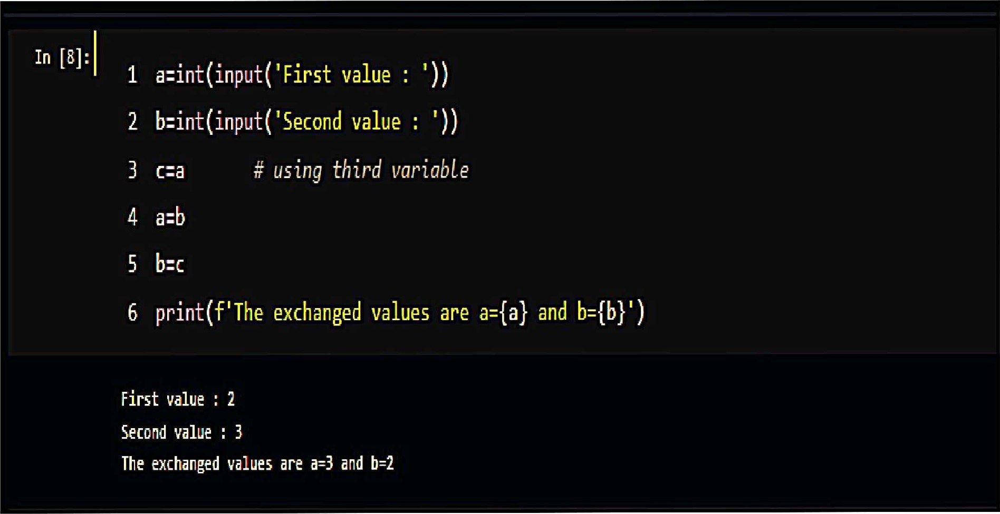 In [8]:
1 a=int(input('First value : '))
2 b=int(input('Second value : '))
3 c=a       # using third variable
4 a=b
5 b=c
6 print(f'The exchanged values are a={a} and b={b}')
First value : 2
Second value : 3
The exchanged values are a=3 and b=2